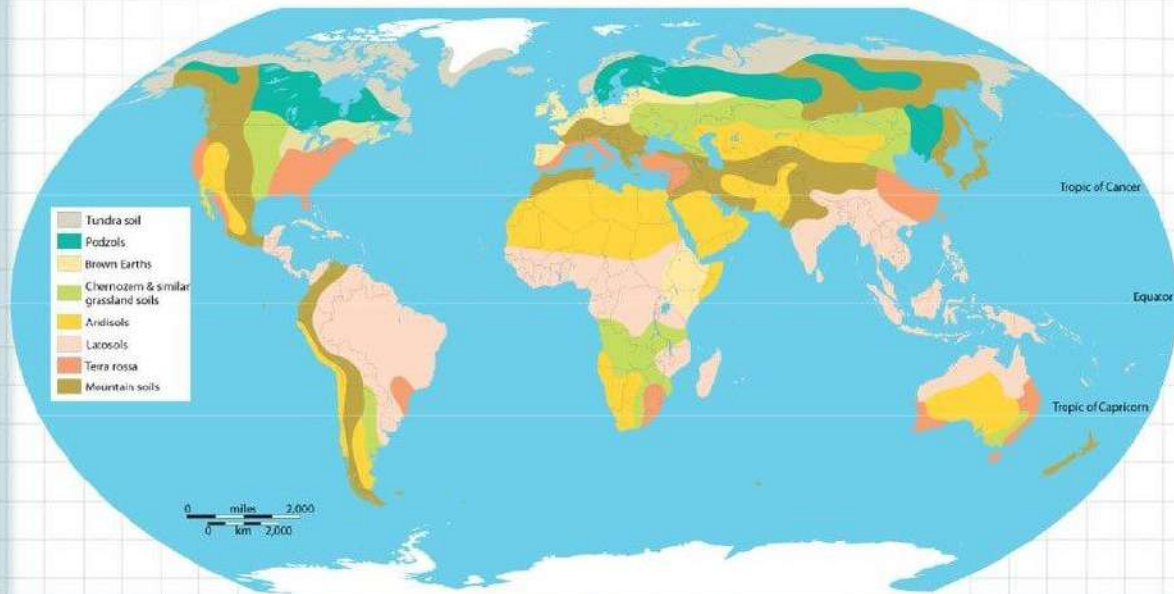 Tropic of Cancer
Equator
Tropic of Capricorn
Tundra soil
Podzols
Brown Earths
Chernozem & similar
grassland soils
Aridisols
Latosols
Terra rossa
Mountain soils
0 miles 2,000
0 km 2,000